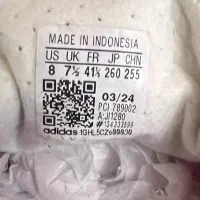 MADE IN INDONESIA
US UK FR JP CHN
8 7½ 41⅓ 260 255
03/24
PCI 789002
A:JI1280
adidas